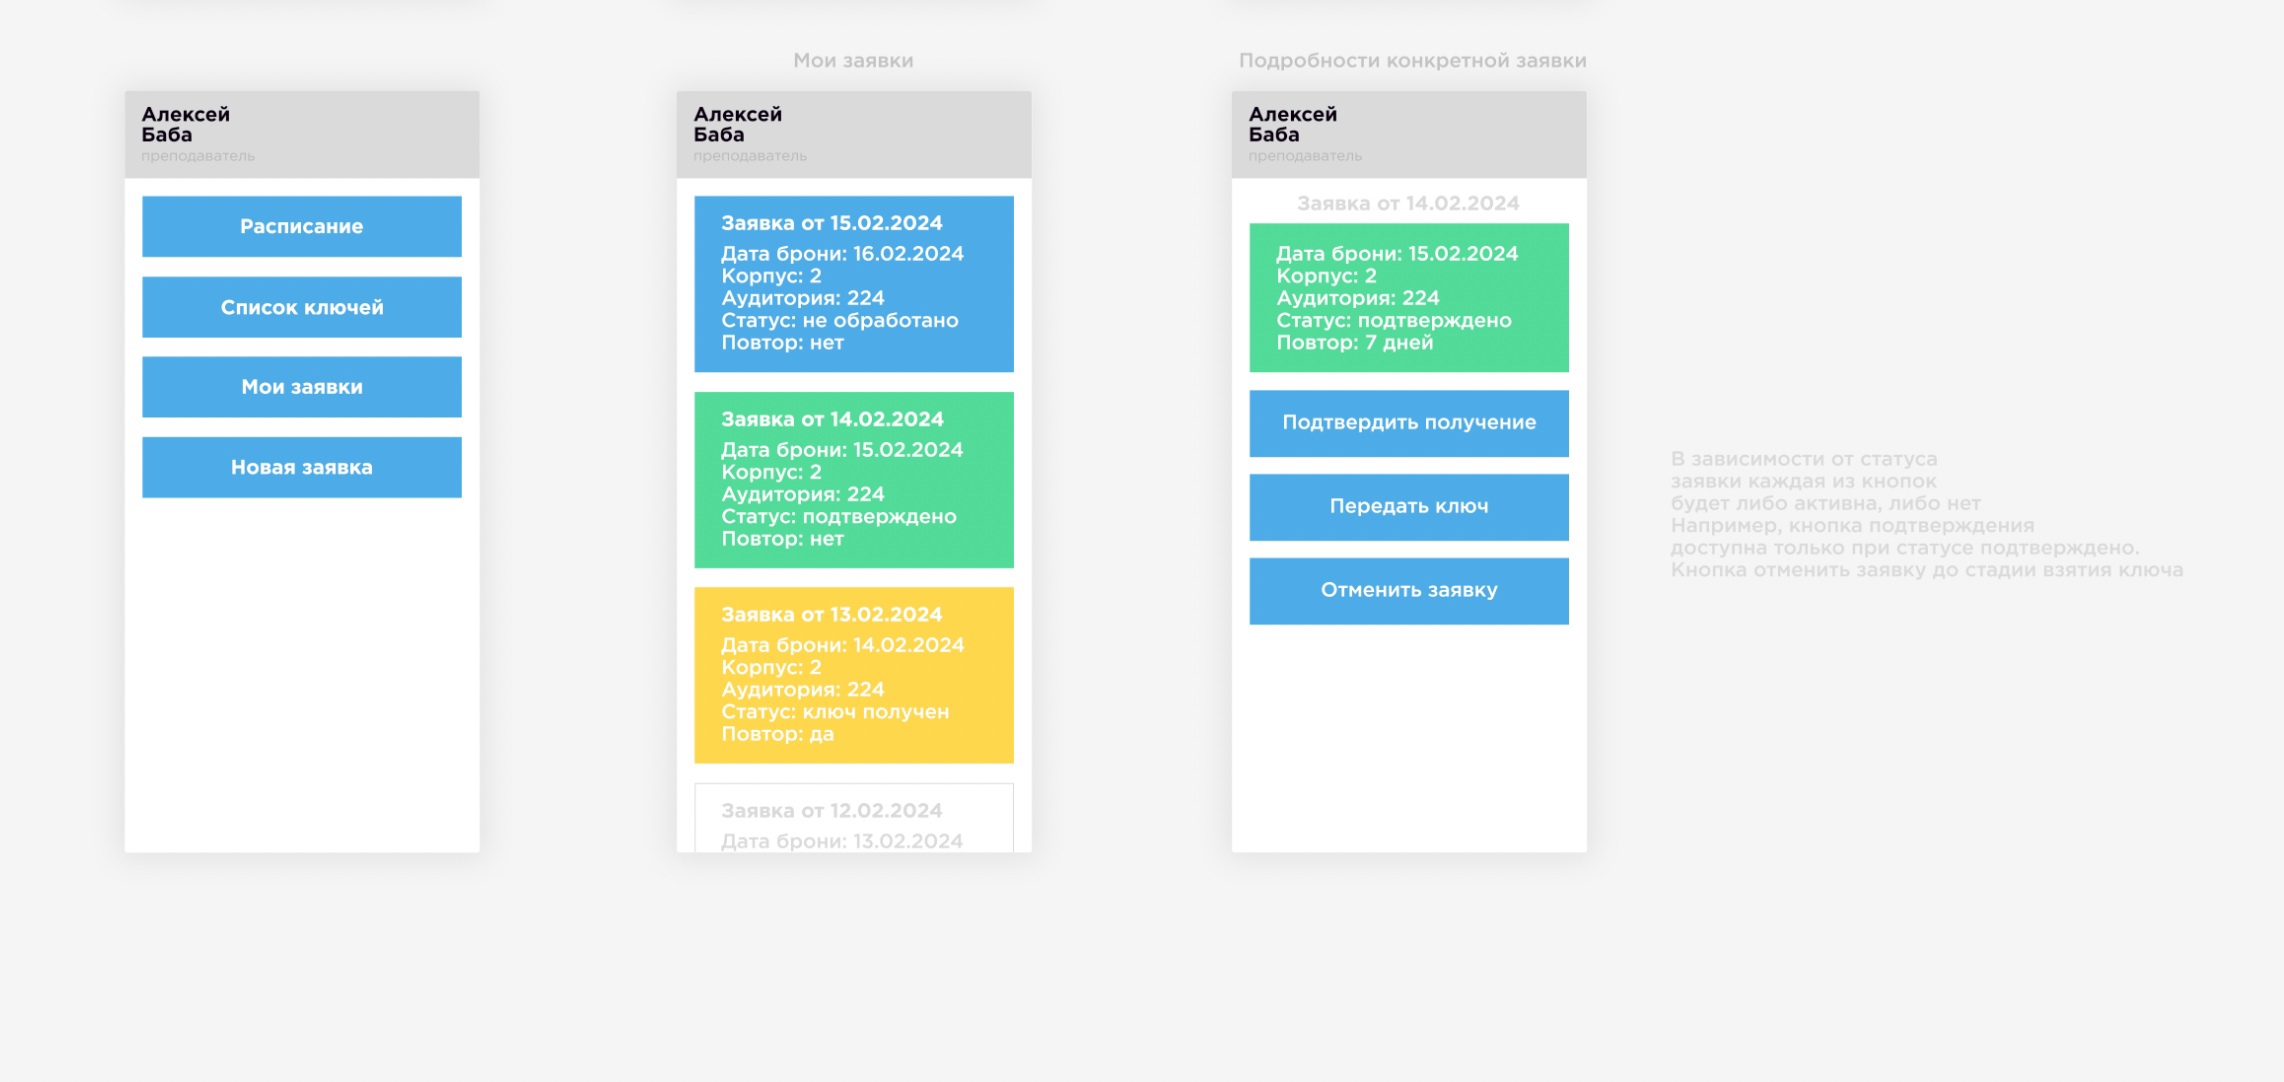 Алексей
Баба
преподаватель
Расписание
Список ключей
Мои заявки
Новая заявка
Мои заявки
Алексей
Баба
преподаватель
Заявка от 15.02.2024
Дата брони: 16.02.2024
Корпус: 2
Аудитория: 224
Статус: не обработано
Повтор: нет
Заявка от 14.02.2024
Дата брони: 15.02.2024
Корпус: 2
Аудитория: 224
Статус: подтверждено
Повтор: нет
Заявка от 13.02.2024
Дата брони: 14.02.2024
Корпус: 2
Аудитория: 224
Статус: ключ получен
Повтор: да
Заявка от 12.02.2024
Дата брони: 13.02.2024
Подробности конкретной заявки
Алексей
Баба
преподаватель
Заявка от 14.02.2024
Дата брони: 15.02.2024
Корпус: 2
Аудитория: 224
Статус: подтверждено
Повтор: 7 дней
Подтвердить получение
Передать ключ
Отменить заявку
В зависимости от статуса
заявки каждая из кнопок
будет либо активна, либо нет
Например, кнопка подтверждения
доступна только при статусе подтверждено.
Кнопка отменить заявку до стадии взятия ключа